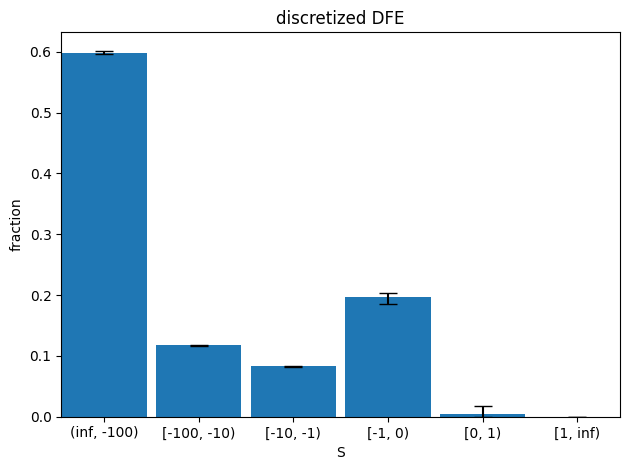 discretized DFE
fraction
0.6
0.5
0.4
0.3
0.2
0.1
0.0
(inf, -100) [-100, -10) [-10, -1) [-1, 0) [0, 1) [1, inf)
S